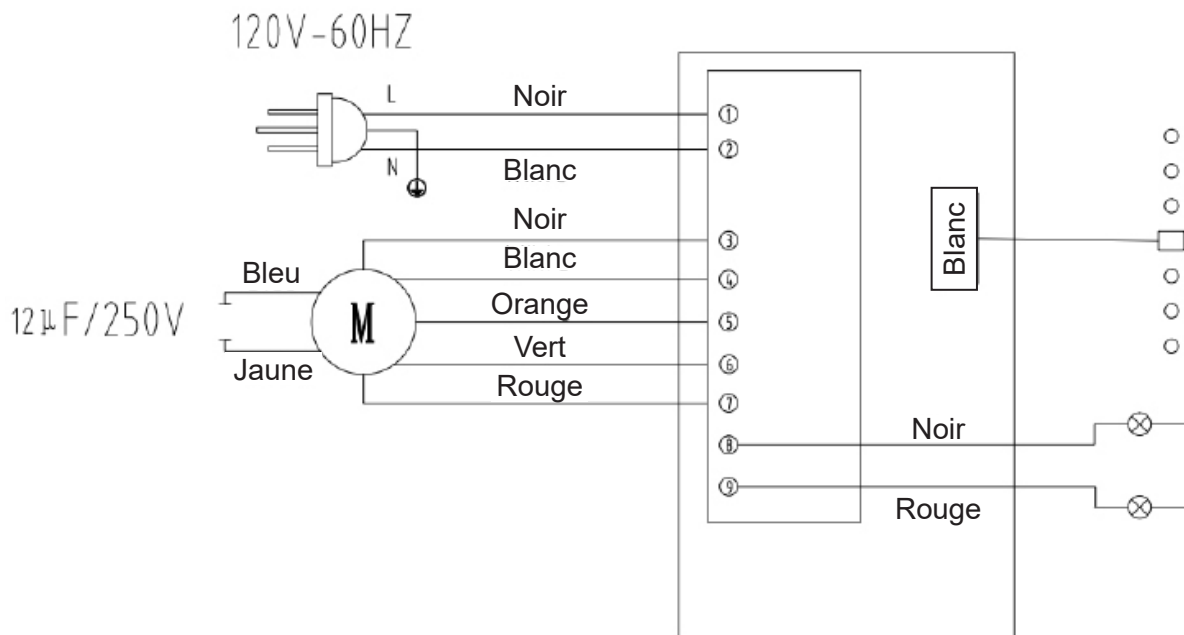 120V-60HZ
L
Noir
①
②
N
Blanc
Noir
③
Blanc
④
Bleu
12µF/250V
M
Orange
⑤
Vert
⑥
Jaune
Rouge
⑦
Blanc
⑧
Noir
⑨
Rouge